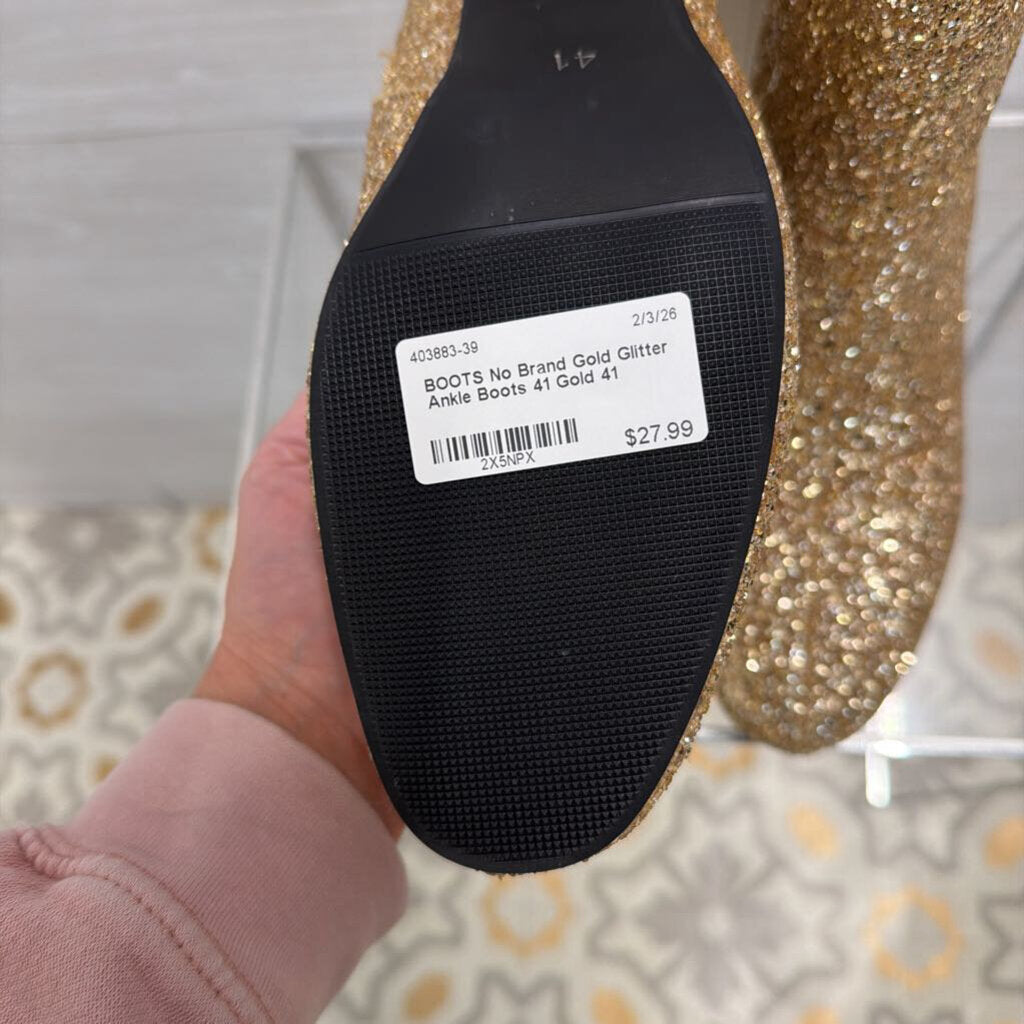 41
403883-39
2/3/26
BOOTS No Brand Gold Glitter
Ankle Boots 41 Gold 41
2X5NPX
$27.99